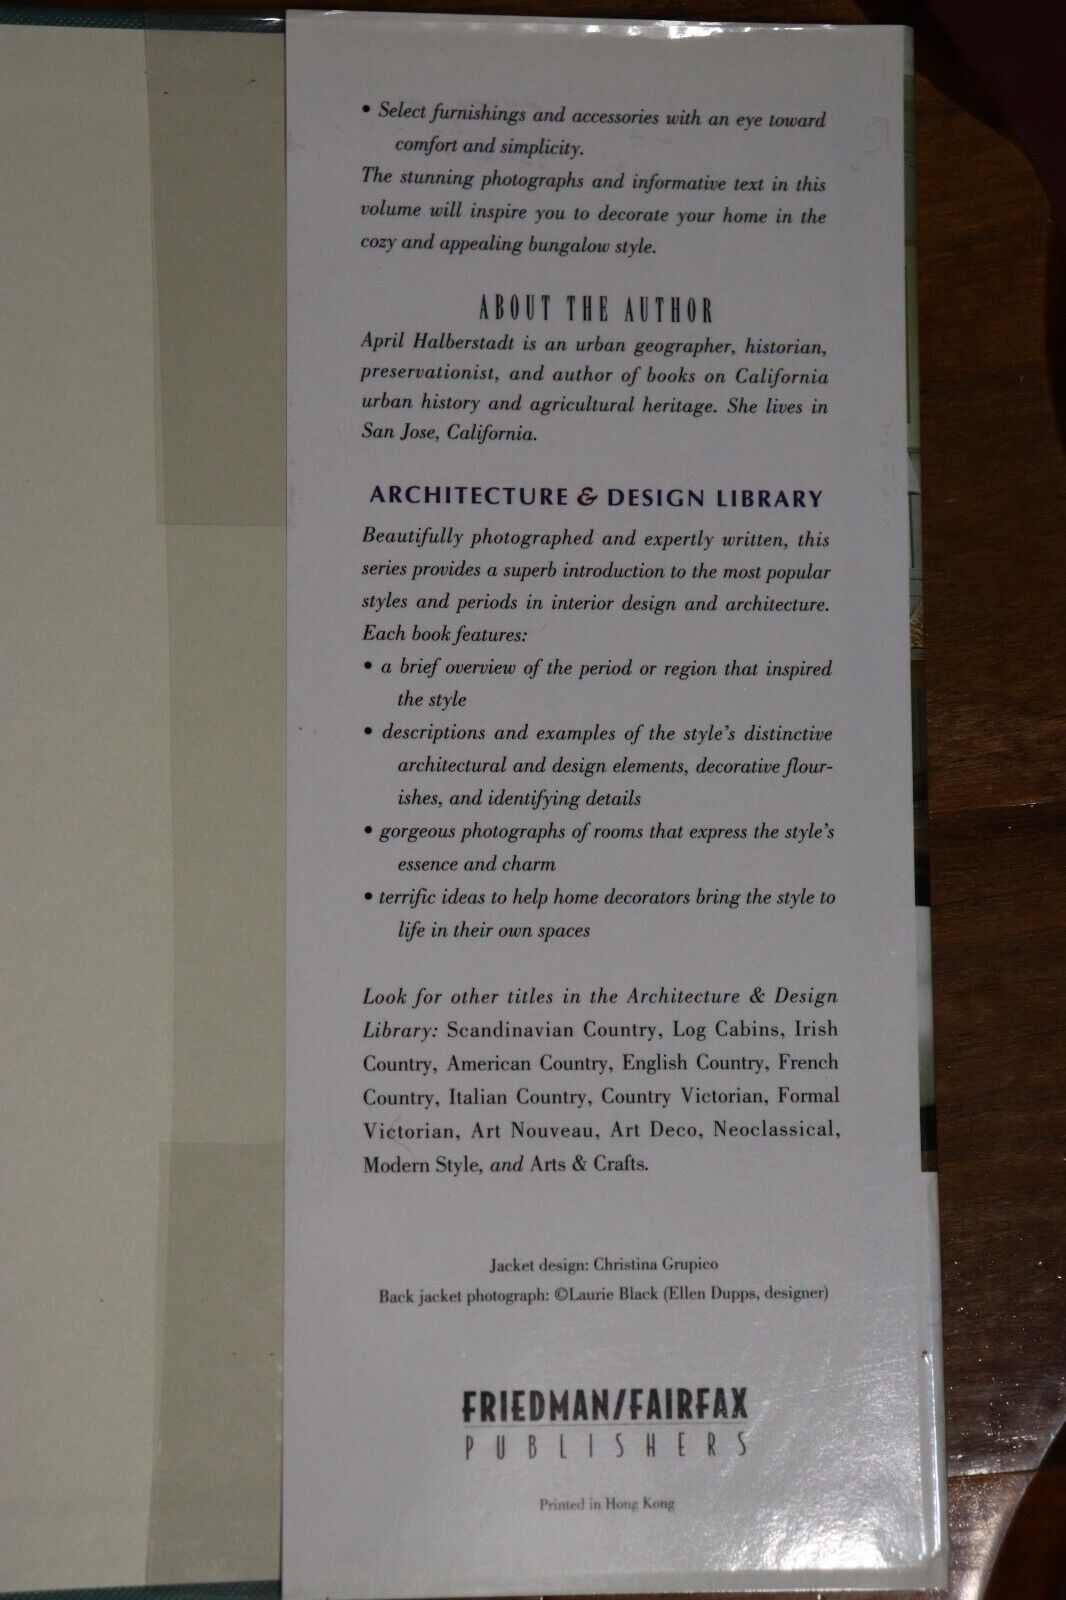 • Select furnishings and accessories with an eye toward
comfort and simplicity.
The stunning photographs and informative text in this
volume will inspire you to decorate your home in the
cozy and appealing bungalow style.
ABOUT THE AUTHOR
April Halberstadt is an urban geographer, historian,
preservationist, and author of books on California
urban history and agricultural heritage. She lives in
San Jose, California.
ARCHITECTURE & DESIGN LIBRARY
Beautifully photographed and expertly written, this
series provides a superb introduction to the most popular
styles and periods in interior design and architecture.
Each book features:
• a brief overview of the period or region that inspired
the style
• descriptions and examples of the style's distinctive
architectural and design elements, decorative flour-
ishes, and identifying details
• gorgeous photographs of rooms that express the style's
essence and charm
• terrific ideas to help home decorators bring the style to
life in their own spaces
Look for other titles in the Architecture & Design
Library: Scandinavian Country, Log Cabins, Irish
Country, American Country, English Country, French
Country, Italian Country, Country Victorian, Formal
Victorian, Art Nouveau, Art Deco, Neoclassical,
Modern Style, and Arts & Crafts.
Jacket design: Christina Grupico
Back jacket photograph: ©Laurie Black (Ellen Dupps, designer)
FRIEDMAN/FAIRFAX
PUBLISHERS
Printed in Hong Kong